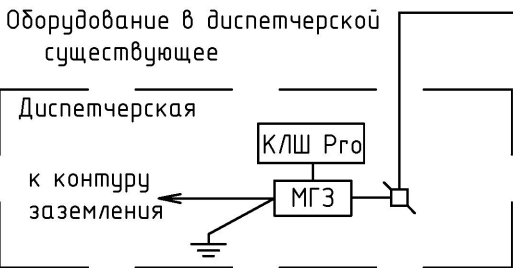 Оборудование в диспетчерской
существующее
Диспетчерская
КЛШ Pro
к контуру
заземления
МГЗ